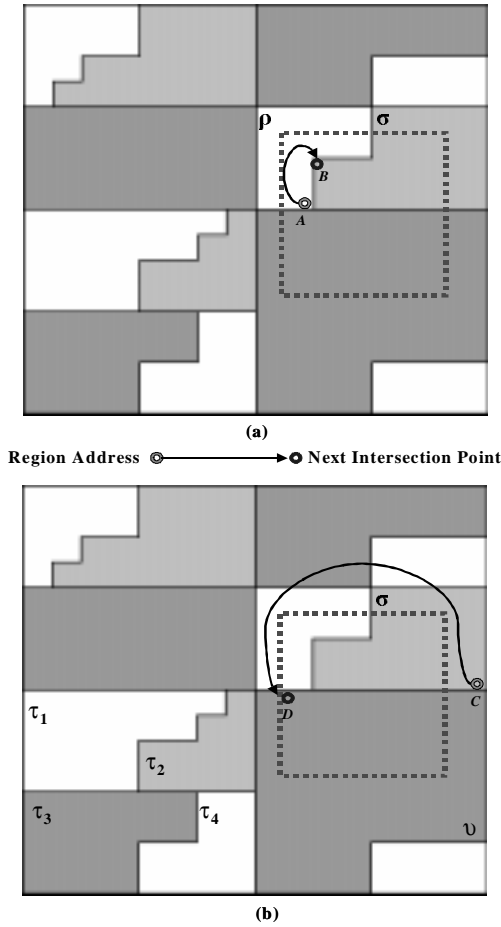 ρ σ
B
A
(a)
Region Address Next Intersection Point
σ
C
D
τ1
τ2
τ3 τ4
υ
(b)